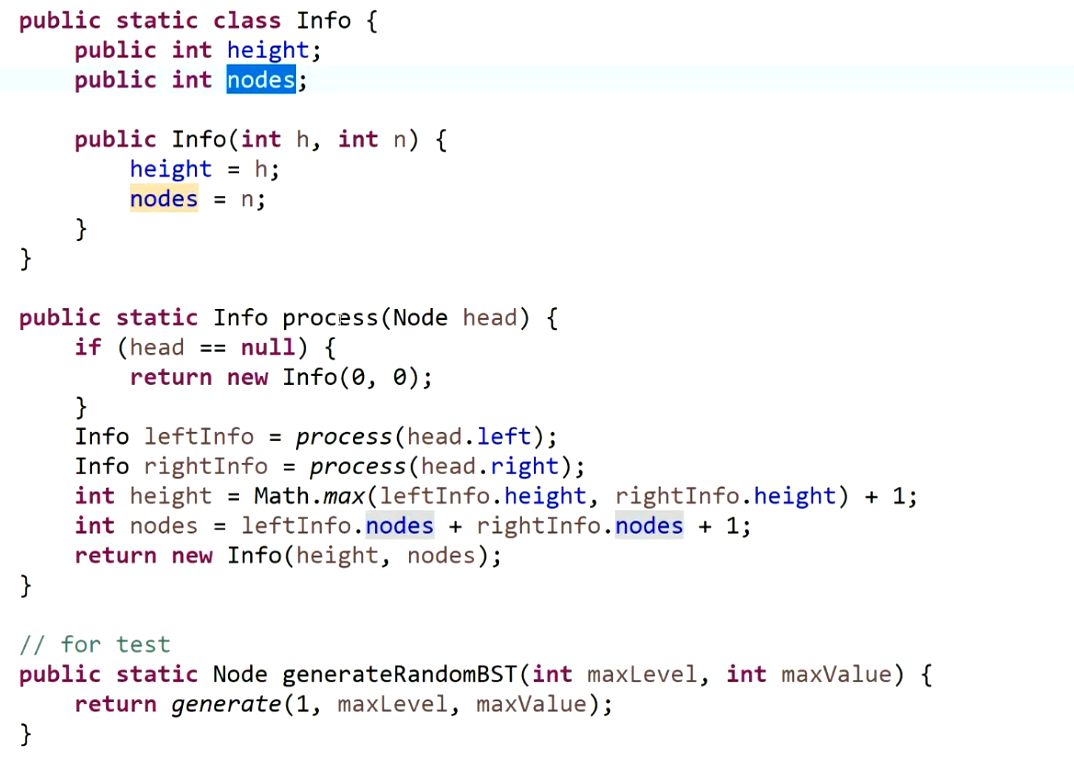 public static class Info {
    public int height;
    public int nodes;

    public Info(int h, int n) {
        height = h;
        nodes = n;
    }
}

public static Info process(Node head) {
    if (head == null) {
        return new Info(0, 0);
    }
    Info leftInfo = process(head.left);
    Info rightInfo = process(head.right);
    int height = Math.max(leftInfo.height, rightInfo.height) + 1;
    int nodes = leftInfo.nodes + rightInfo.nodes + 1;
    return new Info(height, nodes);
}

// for test
public static Node generateRandomBST(int maxLevel, int maxValue) {
    return generate(1, maxLevel, maxValue);
}